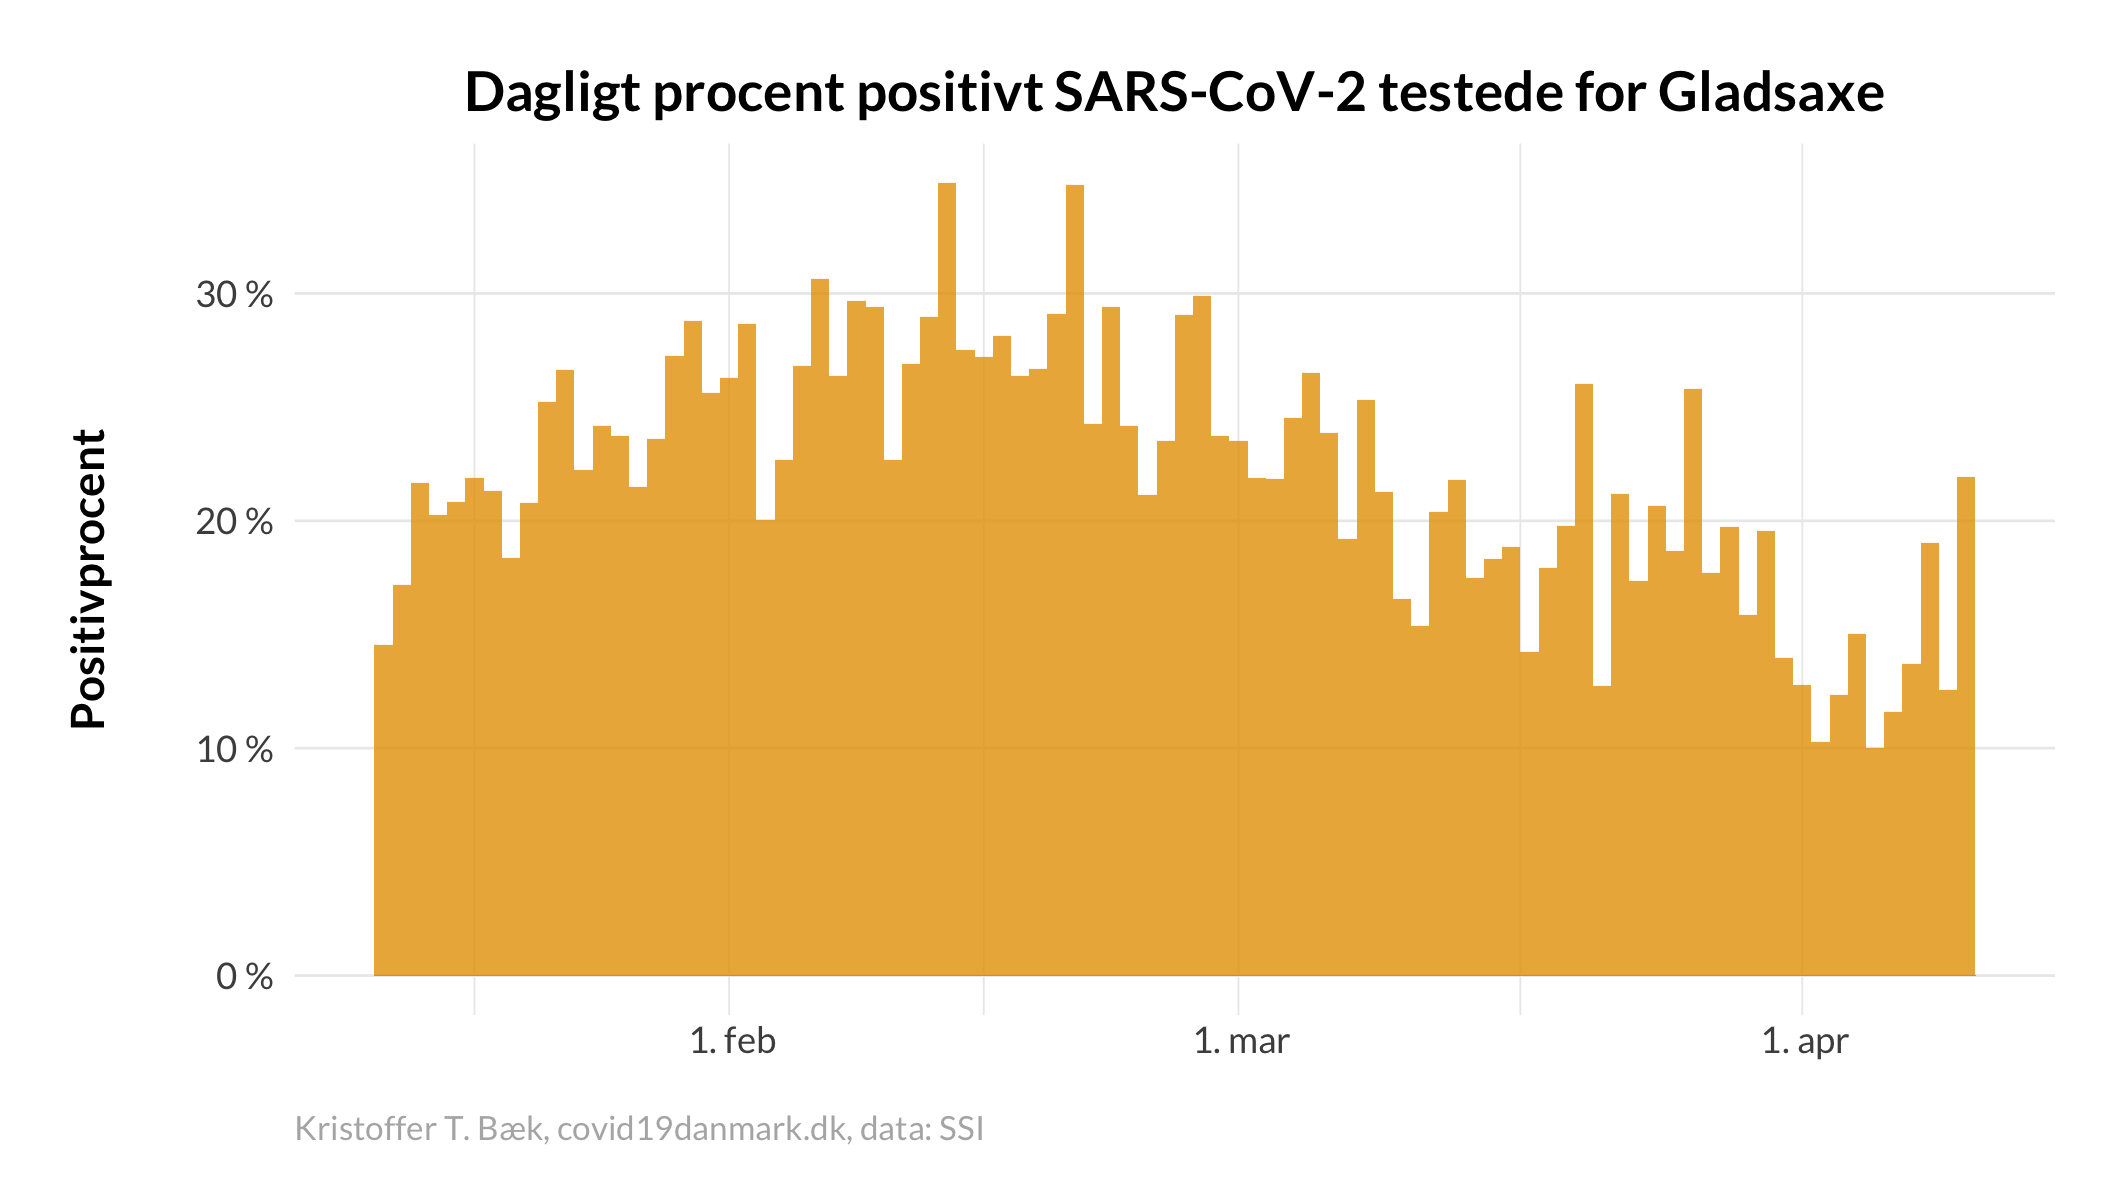 Dagligt procent positivt SARS-CoV-2 testede for Gladsaxe
Positivprocent
30 %
20 %
10 %
0 %
1. feb
1. mar
1. apr
Kristoffer T. Bæk, covid19danmark.dk, data: SSI